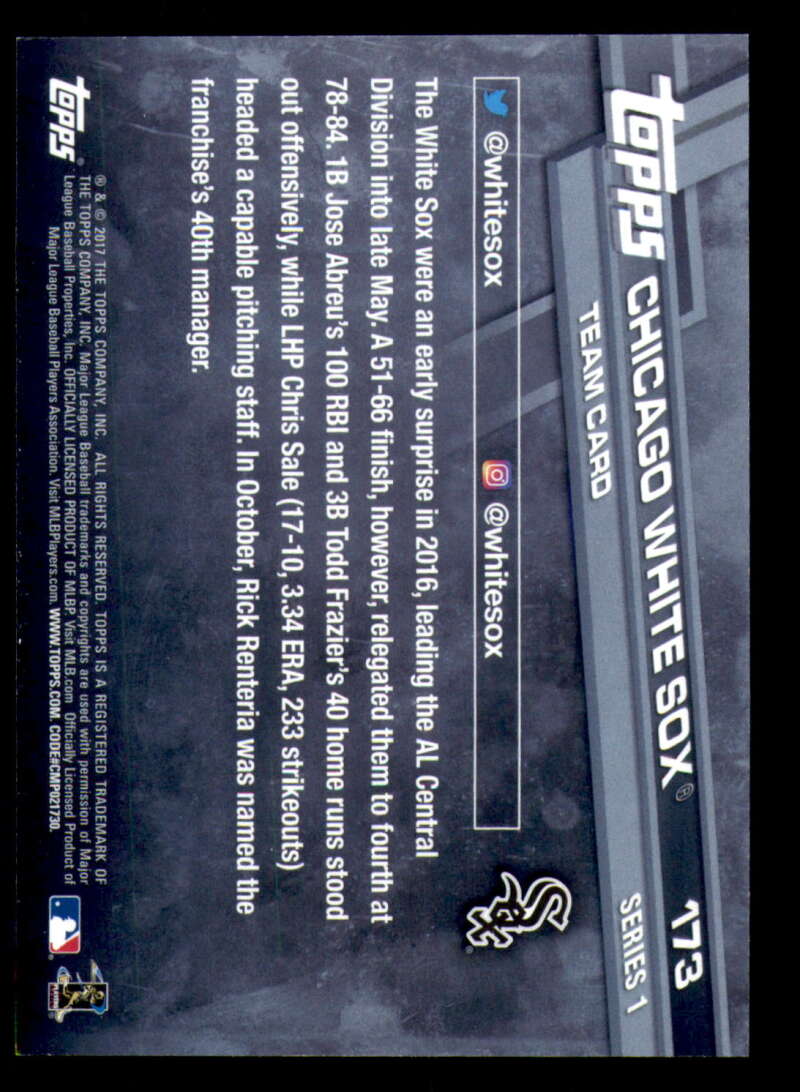 topps CHICAGO WHITE SOX® 173
TEAM CARD SERIES 1
@whitesox @whitesox
The White Sox were an early surprise in 2016, leading the AL Central
Division into late May. A 51-66 finish, however, relegated them to fourth at
78-84. 1B Jose Abreu's 100 RBI and 3B Todd Frazier's 40 home runs stood
out offensively, while LHP Chris Sale (17-10, 3.34 ERA, 233 strikeouts)
headed a capable pitching staff. In October, Rick Renteria was named the
franchise's 40th manager.
topps®
® & © 2017 THE TOPPS COMPANY, INC. ALL RIGHTS RESERVED. TOPPS IS A REGISTERED TRADEMARK OF
THE TOPPS COMPANY, INC. Major League Baseball trademarks and copyrights are used with permission of Major
League Baseball Properties, Inc. OFFICIALLY LICENSED PRODUCT OF MLBP. Visit MLB.com Officially Licensed Product of
Major League Baseball Players Association. Visit MLBPlayers.com. WWW.TOPPS.COM. CODE#CMP021730.
Sox